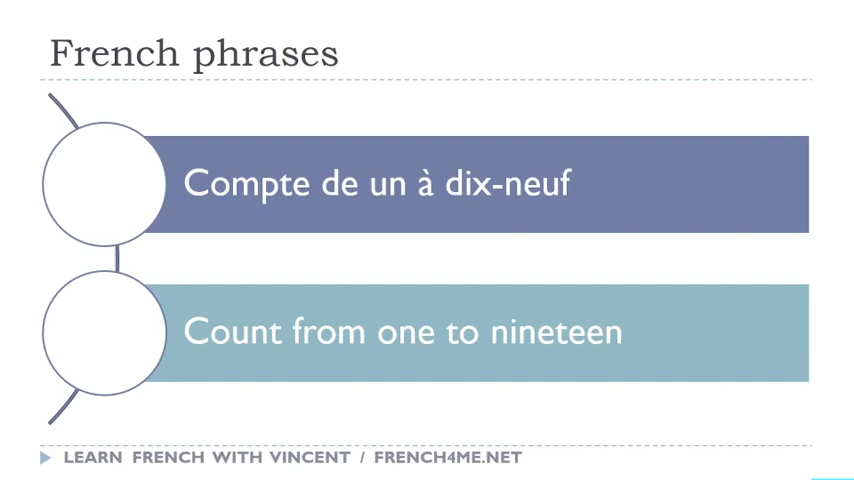 French phrases
Compte de un à dix-neuf
Count from one to nineteen
LEARN FRENCH WITH VINCENT / FRENCH4ME.NET